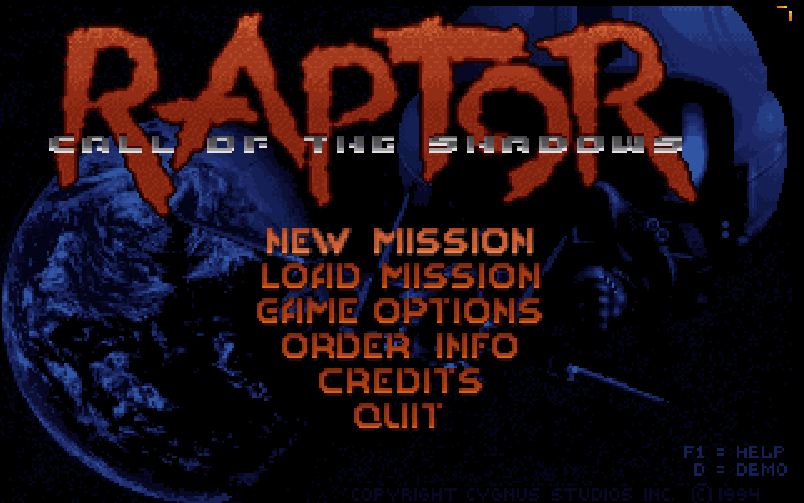 RAPTOR
CALL OF THE SHADOWS
NEW MISSION
LOAD MISSION
GAME OPTIONS
ORDER INFO
CREDITS
QUIT
F1 = HELP
D = DEMO
COPYRIGHT CYGNUS STUDIOS INC. © 1994